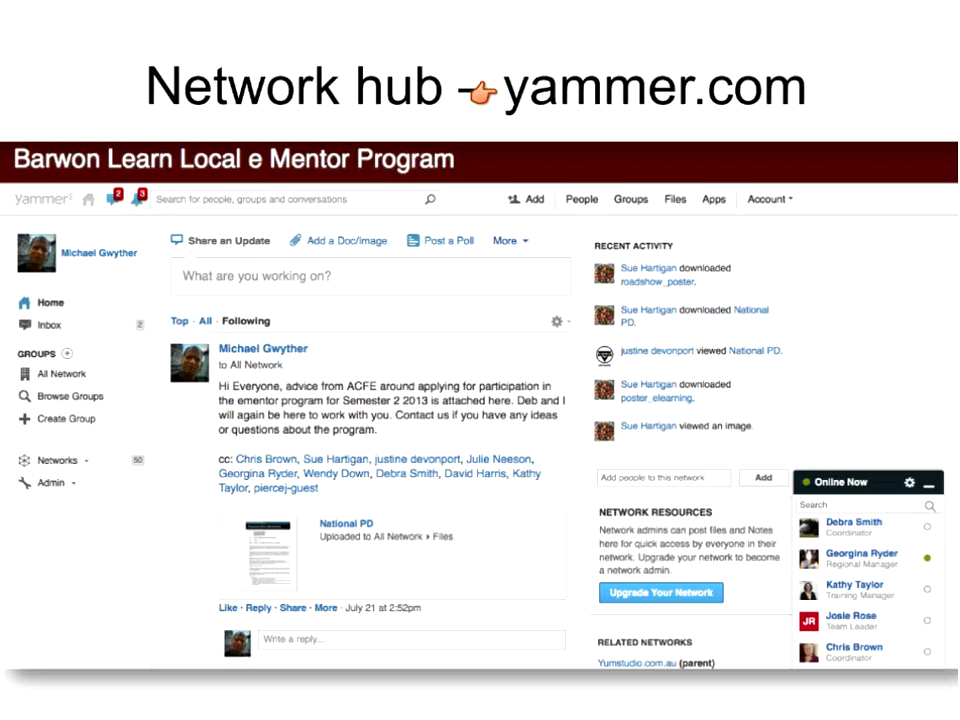 Network hub – yammer.com
Barwon Learn Local e Mentor Program
yammer
2
3
Search for people, groups and conversations
Add
People
Groups
Files
Apps
Account
Michael Gwyther
Home
Inbox
2
GROUPS
All Network
Browse Groups
Create Group
Networks
50
Admin
Share an Update
Add a Doc/Image
Post a Poll
More
What are you working on?
Top · All · Following
Michael Gwyther
to All Network
Hi Everyone, advice from ACFE around applying for participation in
the ementor program for Semester 2 2013 is attached here. Deb and I
will again be here to work with you. Contact us if you have any ideas
or questions about the program.
cc: Chris Brown, Sue Hartigan, justine devonport, Julie Neeson,
Georgina Ryder, Wendy Down, Debra Smith, David Harris, Kathy
Taylor, piercej-guest
National PD
Uploaded to All Network ▸ Files
Like · Reply · Share · More · July 21 at 2:52pm
Write a reply...
RECENT ACTIVITY
Sue Hartigan downloaded
roadshow_poster.
Sue Hartigan downloaded National
PD.
justine devonport viewed National PD.
Sue Hartigan downloaded
poster_elearning.
Sue Hartigan viewed an image.
Add people to this network
Add
NETWORK RESOURCES
Network admins can post files and Notes
here for quick access by everyone in their
network. Upgrade your network to become
a network admin.
Upgrade Your Network
RELATED NETWORKS
Yumstudio.com.au (parent)
Online Now
Search
Debra Smith
Coordinator
Georgina Ryder
Regional Manager
Kathy Taylor
Training Manager
JR
Josie Rose
Team Leader
Chris Brown
Coordinator